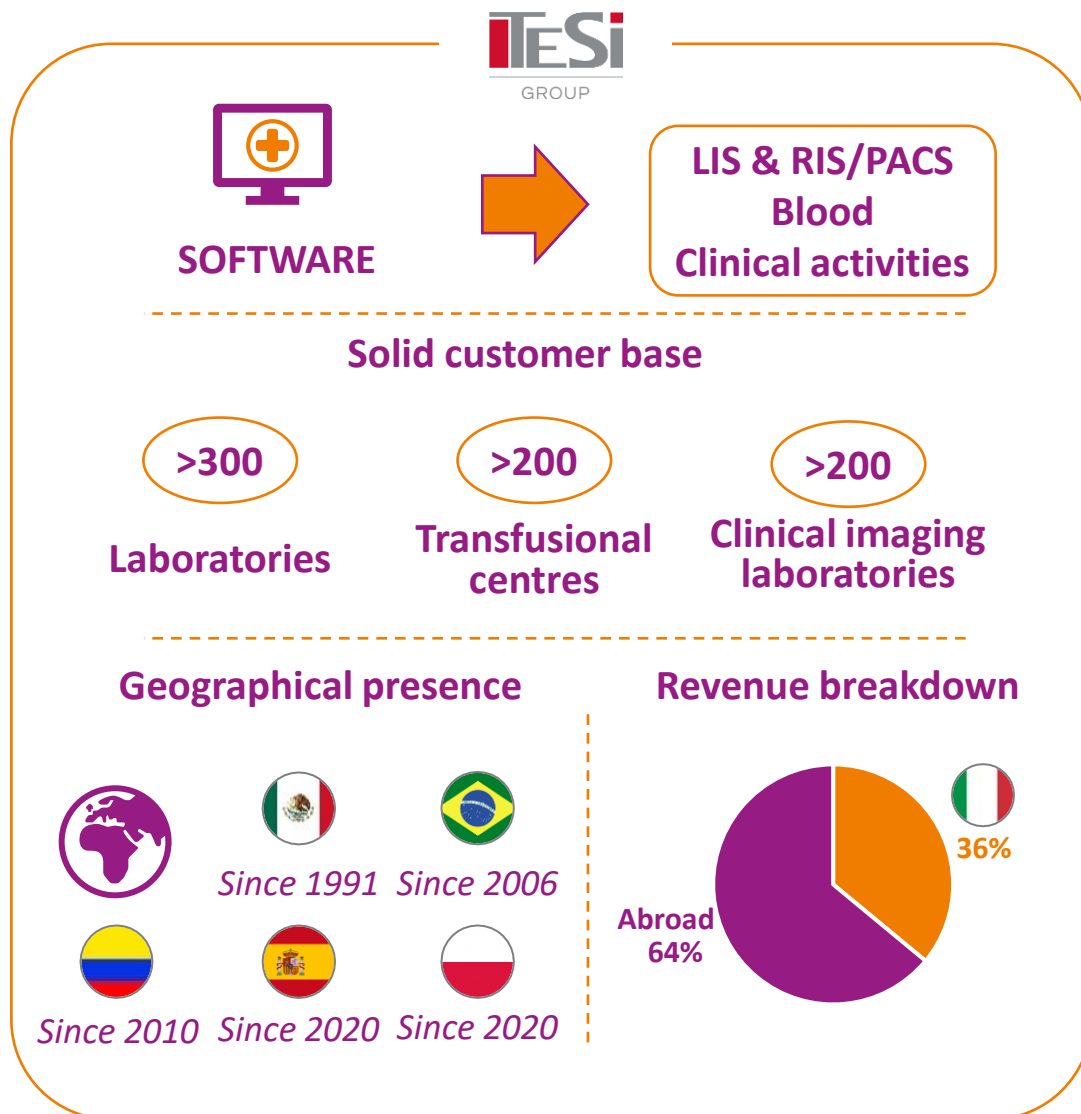 ITESi
GROUP
SOFTWARE
LIS & RIS/PACS
Blood
Clinical activities
Solid customer base
>300
>200
>200
Laboratories
Transfusional
centres
Clinical imaging
laboratories
Geographical presence
Since 1991
Since 2006
Since 2010
Since 2020
Since 2020
Revenue breakdown
36%
Abroad
64%